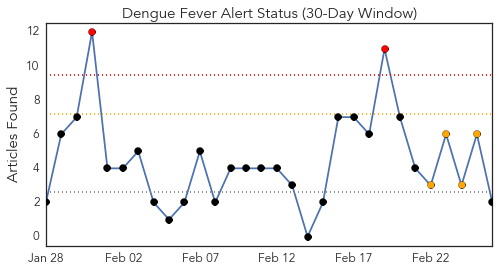 Dengue Fever Alert Status (30-Day Window)
Articles Found
12
10
8
6
4
2
0
Jan 28
Feb 02
Feb 07
Feb 12
Feb 17
Feb 22